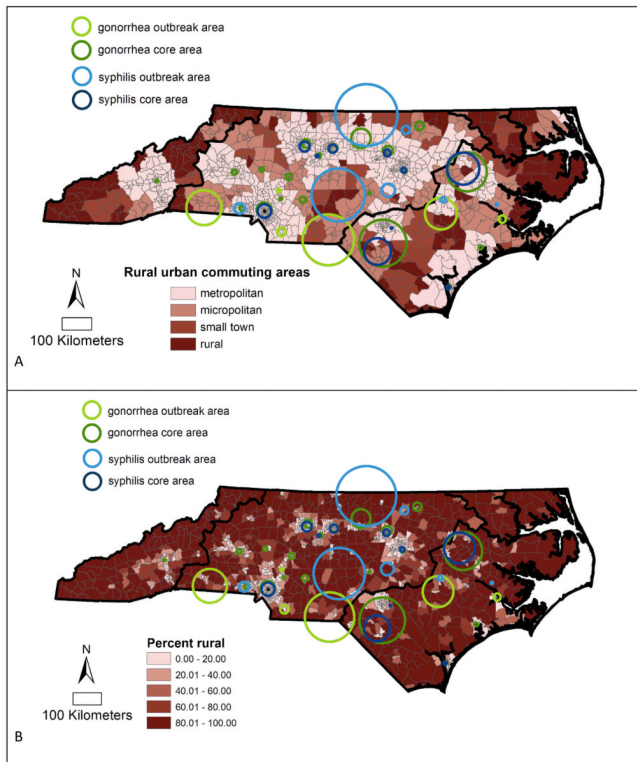 gonorrhea outbreak area
gonorrhea core area
syphilis outbreak area
syphilis core area
N
100 Kilometers
Rural urban commuting areas
metropolitan
micropolitan
small town
rural
A
gonorrhea outbreak area
gonorrhea core area
syphilis outbreak area
syphilis core area
N
100 Kilometers
Percent rural
0.00 - 20.00
20.01 - 40.00
40.01 - 60.00
60.01 - 80.00
80.01 - 100.00
B